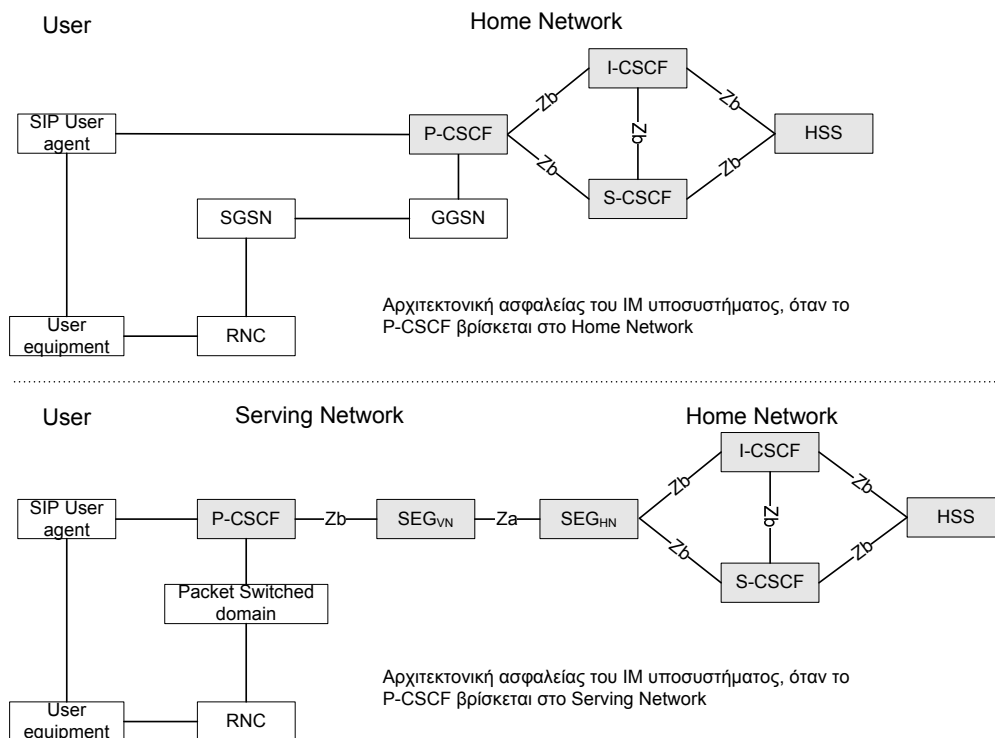 User
Home Network
I-CSCF
Zb
Zb
SIP User
agent
P-CSCF
Zb
HSS
Zb
Zb
S-CSCF
SGSN
GGSN
Αρχιτεκτονική ασφαλείας του IM υποσυστήματος, όταν το
P-CSCF βρίσκεται στο Home Network
User
equipment
RNC
User
Serving Network
Home Network
I-CSCF
Zb
Zb
SIP User
agent
P-CSCF
Zb
SEGVN
Za
SEGHN
Zb
HSS
Zb
Zb
S-CSCF
Packet Switched
domain
Αρχιτεκτονική ασφαλείας του IM υποσυστήματος, όταν το
P-CSCF βρίσκεται στο Serving Network
User
equipment
RNC